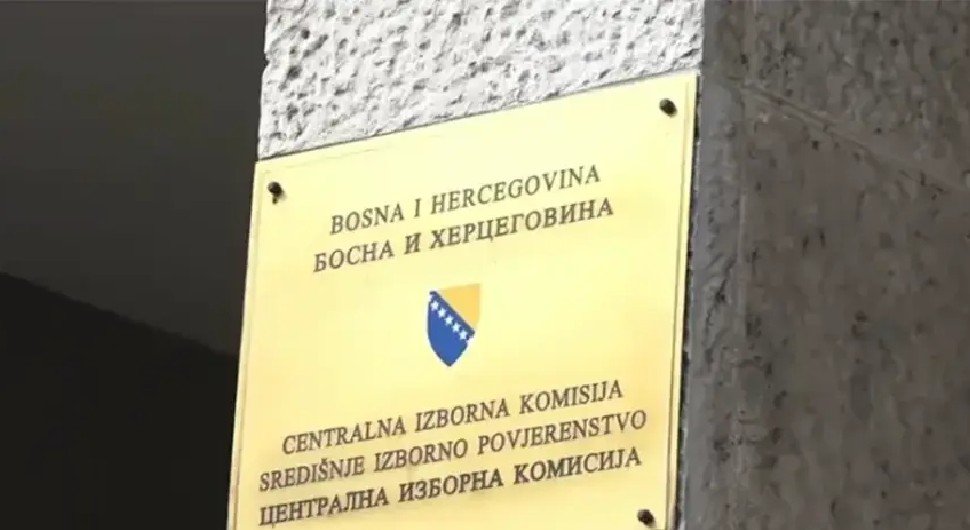 BOSNA I HERCEGOVINA
БОСНА И ХЕРЦЕГОВИНА
CENTRALNA IZBORNA KOMISIJA
SREDIŠNJE IZBORNO POVJERENSTVO
ЦЕНТРАЛНА ИЗБОРНА КОМИСИЈА